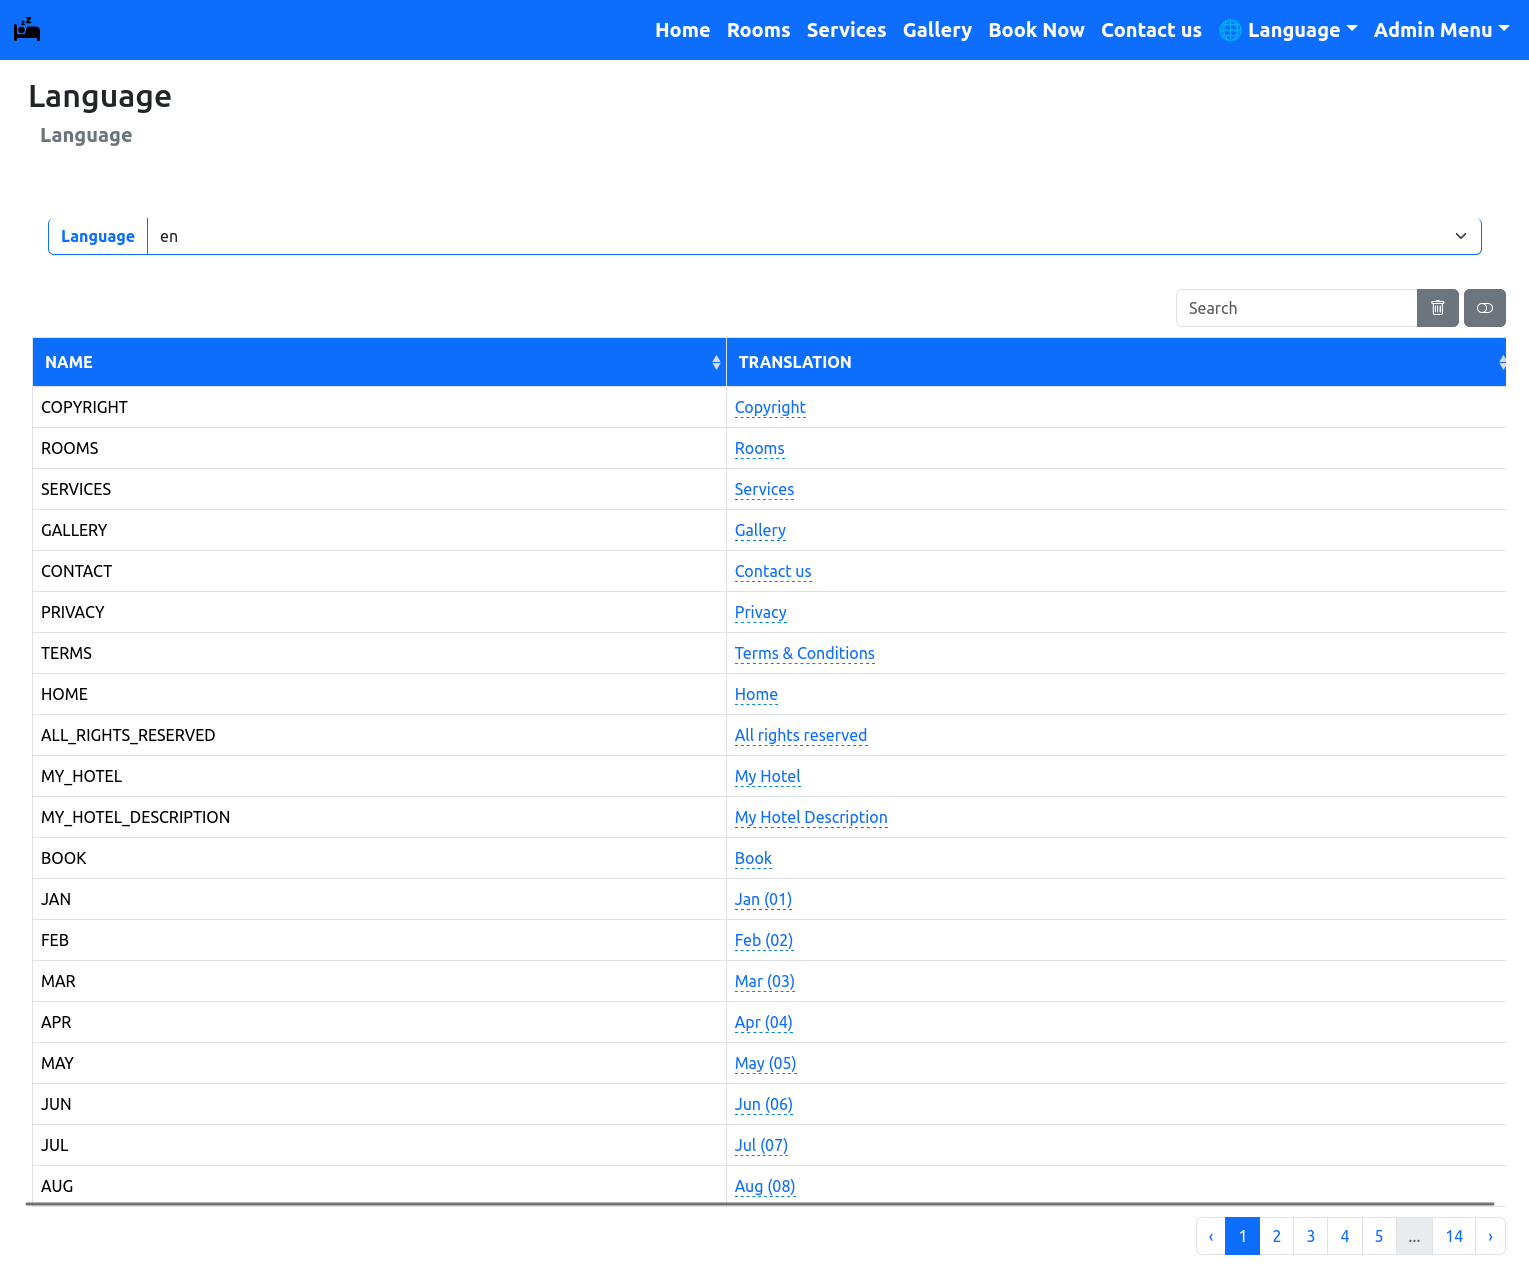 Home Rooms Services Gallery Book Now Contact us 🌐 Language Admin Menu
Language
Language
Language en
Search
NAME TRANSLATION
COPYRIGHT Copyright
ROOMS Rooms
SERVICES Services
GALLERY Gallery
CONTACT Contact us
PRIVACY Privacy
TERMS Terms & Conditions
HOME Home
ALL_RIGHTS_RESERVED All rights reserved
MY_HOTEL My Hotel
MY_HOTEL_DESCRIPTION My Hotel Description
BOOK Book
JAN Jan (01)
FEB Feb (02)
MAR Mar (03)
APR Apr (04)
MAY May (05)
JUN Jun (06)
JUL Jul (07)
AUG Aug (08)
‹ 1 2 3 4 5 ... 14 ›